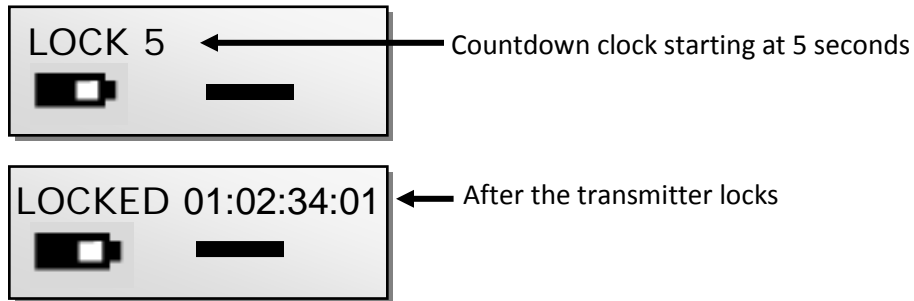 LOCK 5
Countdown clock starting at 5 seconds
LOCKED 01:02:34:01
After the transmitter locks